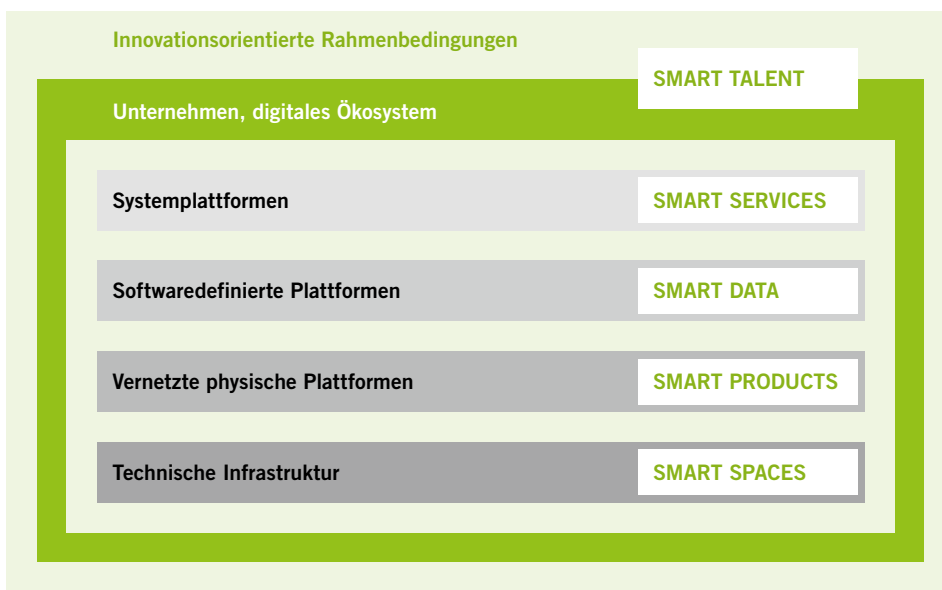 Innovationsorientierte Rahmenbedingungen
SMART TALENT
Unternehmen, digitales Ökosystem
Systemplattformen
SMART SERVICES
Softwaredefinierte Plattformen
SMART DATA
Vernetzte physische Plattformen
SMART PRODUCTS
Technische Infrastruktur
SMART SPACES